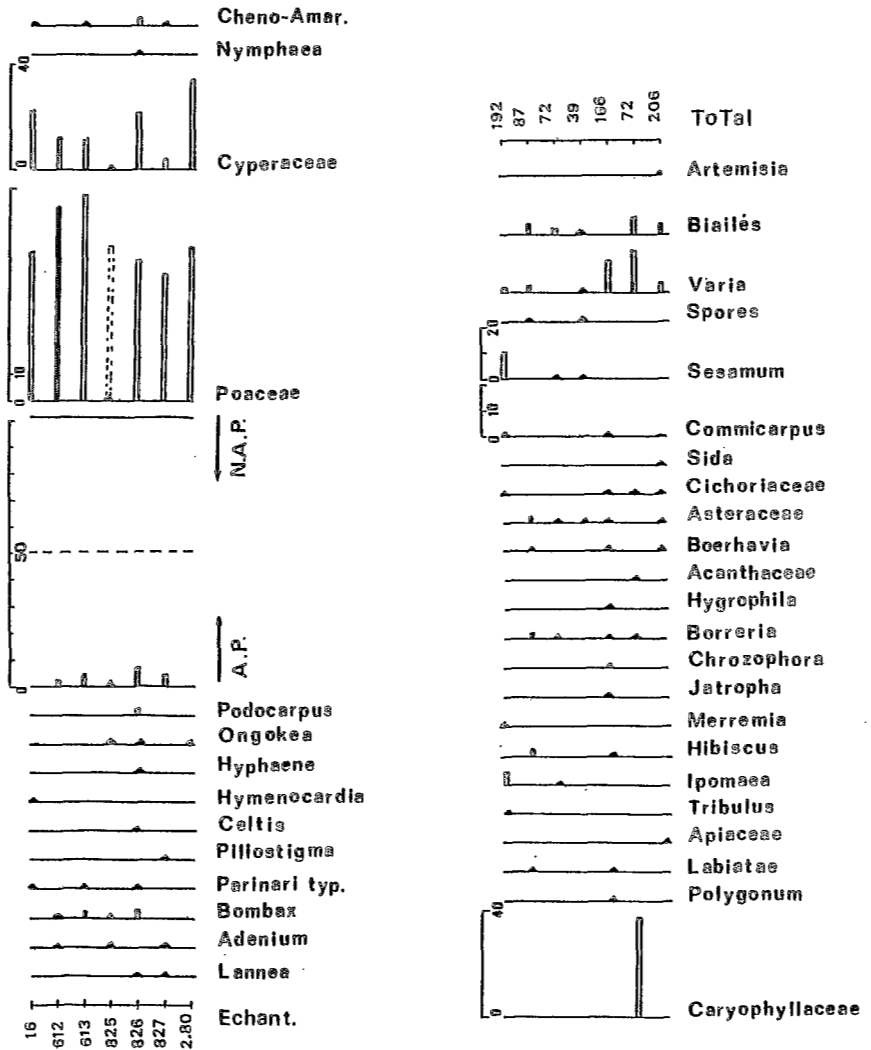 Cheno-Amar.
Nymphaea
40
0
Cyperaceae
10
0
Poaceae
N.A.P.
50
A.P.
0
Podocarpus
Ongokea
Hyphaene
Hymenocardia
Celtis
Piliostigma
Parinari typ.
Bombax
Adenium
Lannea
16 612 613 825 826 827 2.80
Echant.
192 87 72 39 166 72 206
ToTal
Artemisia
Biailés
Varia
Spores
20
0
Sesamum
10
0
Commicarpus
Sida
Cichoriaceae
Asteraceae
Boerhavia
Acanthaceae
Hygrophila
Borreria
Chrozophora
Jatropha
Merremia
Hibiscus
Ipomaea
Tribulus
Apiaceae
Labiatae
Polygonum
40
0
Caryophyllaceae